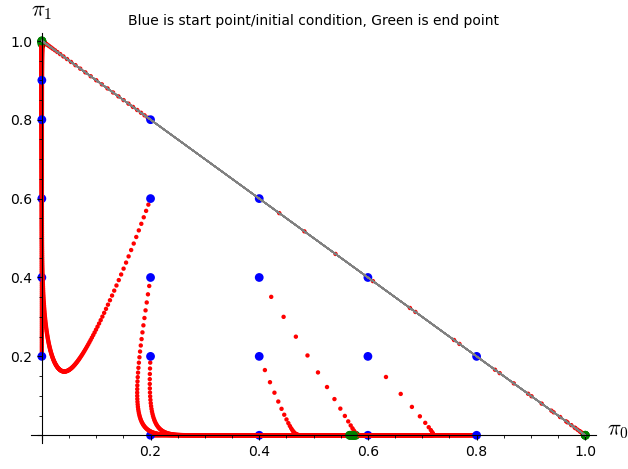 π₁
Blue is start point/initial condition, Green is end point
1.0
0.8
0.6
0.4
0.2
0.2 0.4 0.6 0.8 1.0 π₀